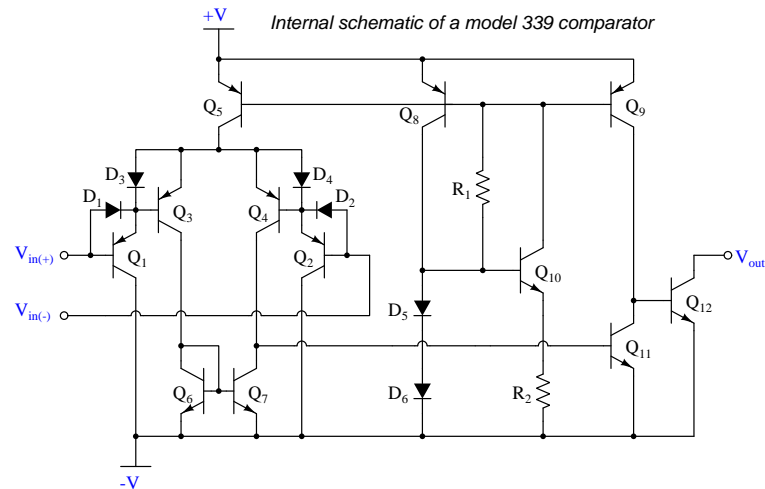 +V
Internal schematic of a model 339 comparator
Q5
Q8
Q9
D3
D4
D1
D2
R1
Q3
Q4
Vin(+)
Q1
Q2
Q10
Vout
Vin(-)
D5
Q12
Q11
Q6
Q7
D6
R2
-V